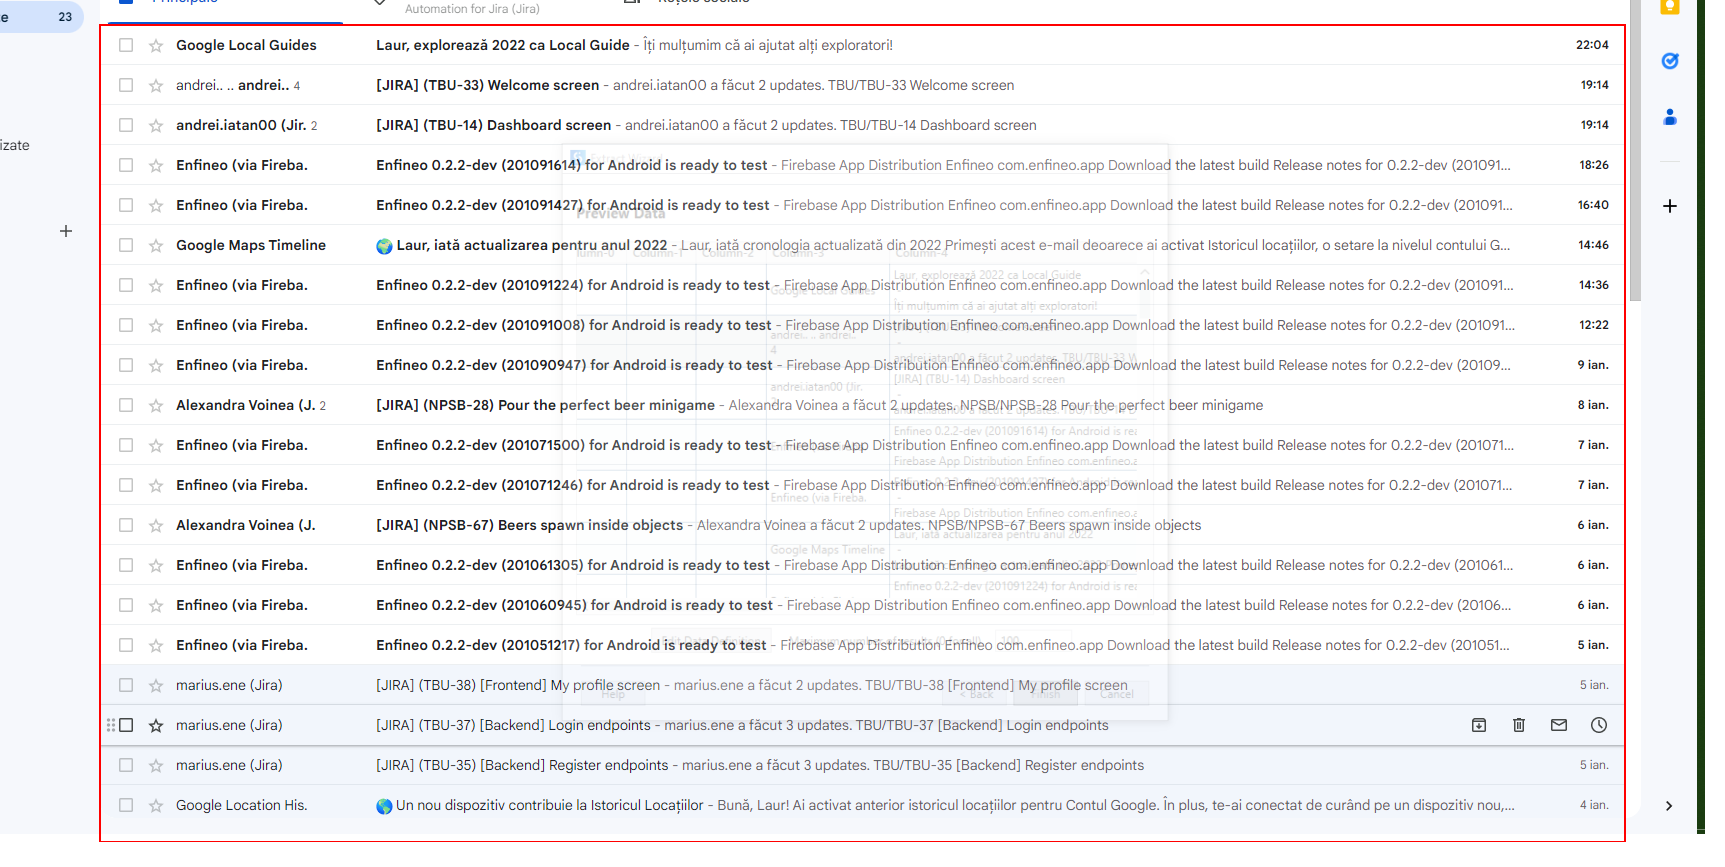 te 23
Principale
Automation for Jira (Jira)
Rețele sociale
izate
Google Local Guides Laur, explorează 2022 ca Local Guide - Îți mulțumim că ai ajutat alți exploratori! 22:04
andrei.. .. andrei.. 4 [JIRA] (TBU-33) Welcome screen - andrei.iatan00 a făcut 2 updates. TBU/TBU-33 Welcome screen 19:14
andrei.iatan00 (Jir. 2 [JIRA] (TBU-14) Dashboard screen - andrei.iatan00 a făcut 2 updates. TBU/TBU-14 Dashboard screen 19:14
Enfineo (via Fireba. Enfineo 0.2.2-dev (201091614) for Android is ready to test - Firebase App Distribution Enfineo com.enfineo.app Download the latest build Release notes for 0.2.2-dev (201091... 18:26
Enfineo (via Fireba. Enfineo 0.2.2-dev (201091427) for Android is ready to test - Firebase App Distribution Enfineo com.enfineo.app Download the latest build Release notes for 0.2.2-dev (201091... 16:40
Google Maps Timeline 🌍 Laur, iată actualizarea pentru anul 2022 - Laur, iată cronologia actualizată din 2022 Primești acest e-mail deoarece ai activat Istoricul locațiilor, o setare la nivelul contului G... 14:46
Enfineo (via Fireba. Enfineo 0.2.2-dev (201091224) for Android is ready to test - Firebase App Distribution Enfineo com.enfineo.app Download the latest build Release notes for 0.2.2-dev (201091... 14:36
Enfineo (via Fireba. Enfineo 0.2.2-dev (201091008) for Android is ready to test - Firebase App Distribution Enfineo com.enfineo.app Download the latest build Release notes for 0.2.2-dev (201091... 12:22
Enfineo (via Fireba. Enfineo 0.2.2-dev (201090947) for Android is ready to test - Firebase App Distribution Enfineo com.enfineo.app Download the latest build Release notes for 0.2.2-dev (20109... 9 ian.
Alexandra Voinea (J. 2 [JIRA] (NPSB-28) Pour the perfect beer minigame - Alexandra Voinea a făcut 2 updates. NPSB/NPSB-28 Pour the perfect beer minigame 8 ian.
Enfineo (via Fireba. Enfineo 0.2.2-dev (201071500) for Android is ready to test - Firebase App Distribution Enfineo com.enfineo.app Download the latest build Release notes for 0.2.2-dev (201071... 7 ian.
Enfineo (via Fireba. Enfineo 0.2.2-dev (201071246) for Android is ready to test - Firebase App Distribution Enfineo com.enfineo.app Download the latest build Release notes for 0.2.2-dev (201071... 7 ian.
Alexandra Voinea (J. [JIRA] (NPSB-67) Beers spawn inside objects - Alexandra Voinea a făcut 2 updates. NPSB/NPSB-67 Beers spawn inside objects 6 ian.
Enfineo (via Fireba. Enfineo 0.2.2-dev (201061305) for Android is ready to test - Firebase App Distribution Enfineo com.enfineo.app Download the latest build Release notes for 0.2.2-dev (201061... 6 ian.
Enfineo (via Fireba. Enfineo 0.2.2-dev (201060945) for Android is ready to test - Firebase App Distribution Enfineo com.enfineo.app Download the latest build Release notes for 0.2.2-dev (20106... 6 ian.
Enfineo (via Fireba. Enfineo 0.2.2-dev (201051217) for Android is ready to test - Firebase App Distribution Enfineo com.enfineo.app Download the latest build Release notes for 0.2.2-dev (201051... 5 ian.
marius.ene (Jira) [JIRA] (TBU-38) [Frontend] My profile screen - marius.ene a făcut 2 updates. TBU/TBU-38 [Frontend] My profile screen 5 ian.
marius.ene (Jira) [JIRA] (TBU-37) [Backend] Login endpoints - marius.ene a făcut 3 updates. TBU/TBU-37 [Backend] Login endpoints
marius.ene (Jira) [JIRA] (TBU-35) [Backend] Register endpoints - marius.ene a făcut 3 updates. TBU/TBU-35 [Backend] Register endpoints 5 ian.
Google Location His. 🌍 Un nou dispozitiv contribuie la Istoricul Locațiilor - Bună, Laur! Ai activat anterior istoricul locațiilor pentru Contul Google. În plus, te-ai conectat de curând pe un dispozitiv nou,... 4 ian.
Preview Data
Column-1 Column-2 Column-3 Column-4
Help < Back Finish Cancel